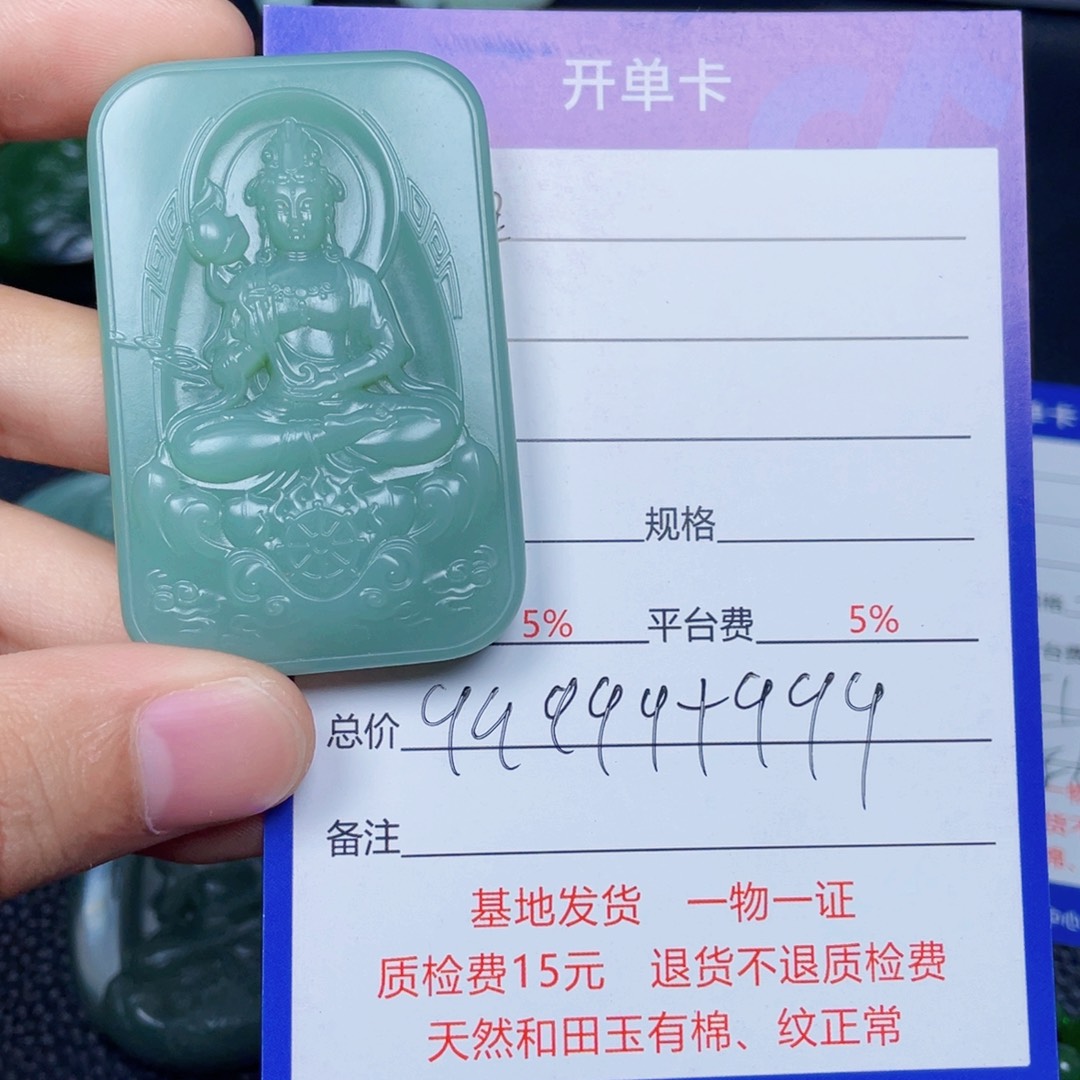 开单卡
规格
5% 平台费 5%
总价 99999+999
备注
基地发货 一物一证
质检费15元 退货不退质检费
天然和田玉有棉、纹正常